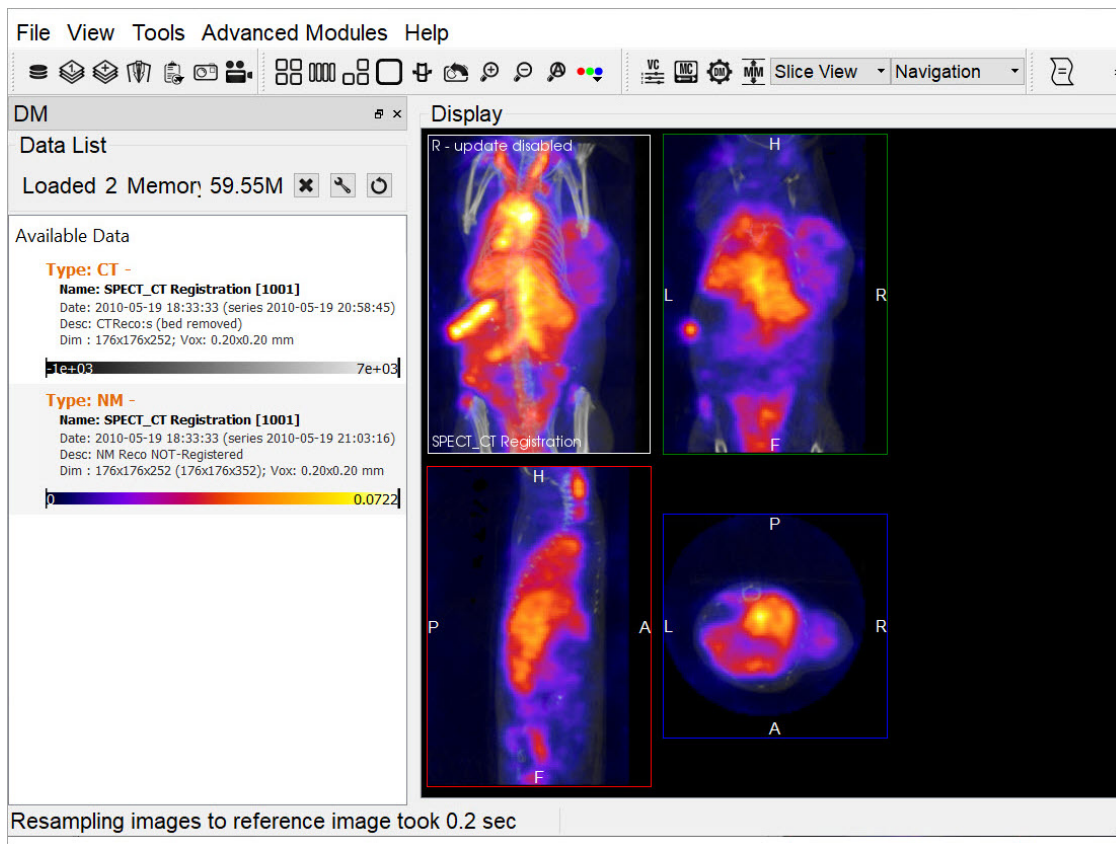 File View Tools Advanced Modules Help
VC MC DM MM Slice View Navigation
DM
Data List
Loaded 2 Memory 59.55M
Available Data
Type: CT -
Name: SPECT_CT Registration [1001]
Date: 2010-05-19 18:33:33 (series 2010-05-19 20:58:45)
Desc: CTReco:s (bed removed)
Dim : 176x176x252; Vox: 0.20x0.20 mm
-1e+03 7e+03
Type: NM -
Name: SPECT_CT Registration [1001]
Date: 2010-05-19 18:33:33 (series 2010-05-19 21:03:16)
Desc: NM Reco NOT-Registered
Dim : 176x176x252 (176x176x352); Vox: 0.20x0.20 mm
0 0.0722
Display
R - update disabled
SPECT_CT Registration
H
L R
F
H
P A
F
P
L R
A
Resampling images to reference image took 0.2 sec